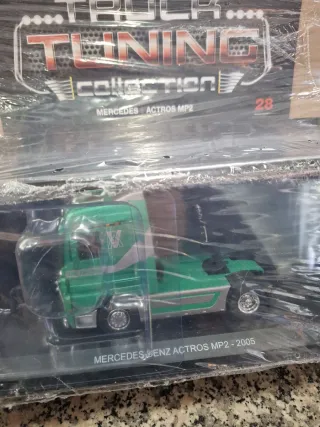 TRUCK
TUNING
collection
MERCEDES ACTROS MP2
28
MERCEDES-BENZ ACTROS MP2 - 2005